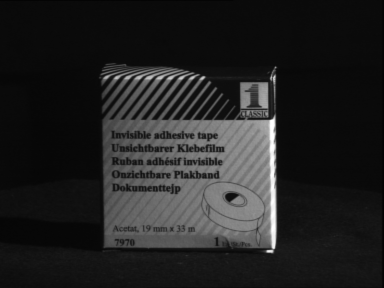 1
CLASSIC
Invisible adhesive tape
Unsichtbarer Klebefilm
Ruban adhésif invisible
Onzichtbare Plakband
Dokumenttejp
Acetat, 19 mm x 33 m
7970 1